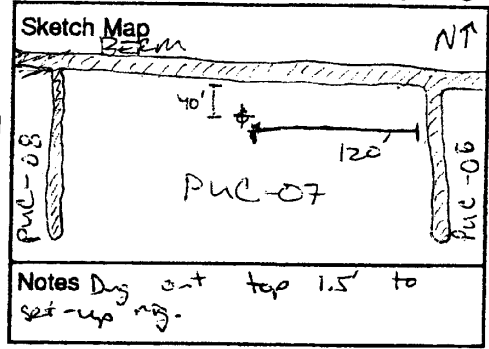 Sketch Map
BERM
N↑
40'
120'
PUC-08
PUC-07
PUC-06
Notes Dug out top 1.5' to
set-up rig.